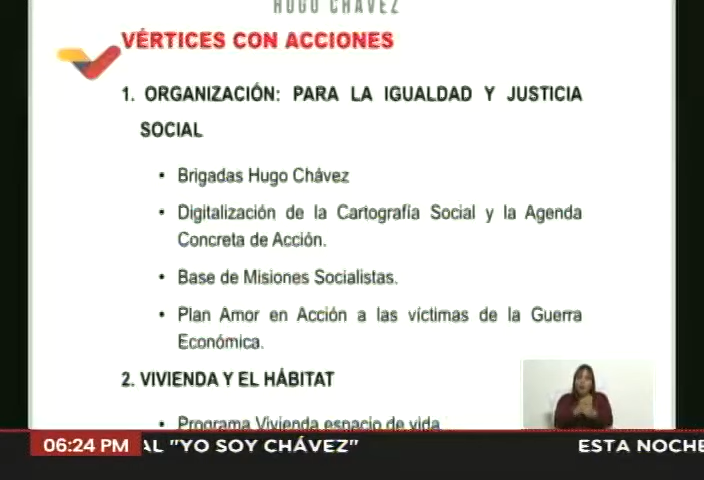 HUGO CHÁVEZ
VÉRTICES CON ACCIONES
1. ORGANIZACIÓN: PARA LA IGUALDAD Y JUSTICIA
SOCIAL
• Brigadas Hugo Chávez
• Digitalización de la Cartografía Social y la Agenda
Concreta de Acción.
• Base de Misiones Socialistas.
• Plan Amor en Acción a las víctimas de la Guerra
Económica.
2. VIVIENDA Y EL HÁBITAT
• Programa Vivienda espacio de vida
06:24 PM AL "YO SOY CHÁVEZ" ESTA NOCHE